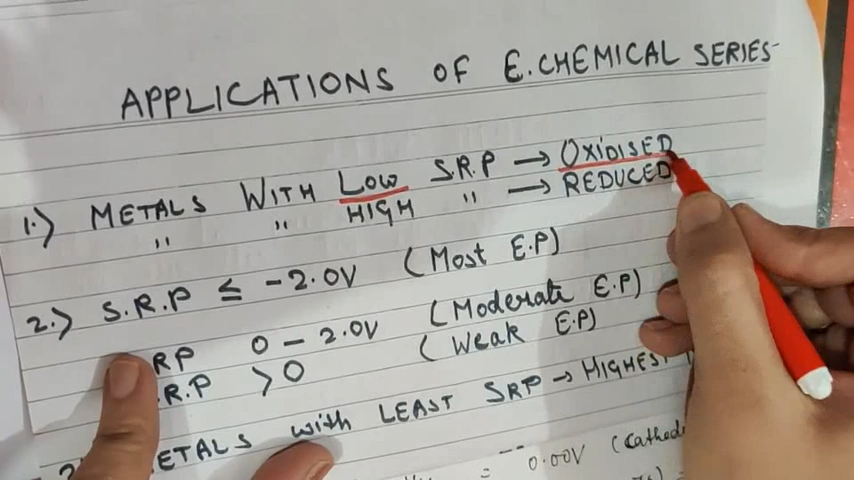 APPLICATIONS OF E.CHEMICAL SERIES-
1.) METALS WITH LOW S.R.P → OXIDISED
" " HIGH " → REDUCED
2.) S.R.P ≤ -2.0V (Most E.P)
RP 0 - 2.0V (Moderate E.P)
.R.P > 0 (Weak E.P)
ETALS with LEAST SRP → HIGHEST
= 0.00V (Cathode